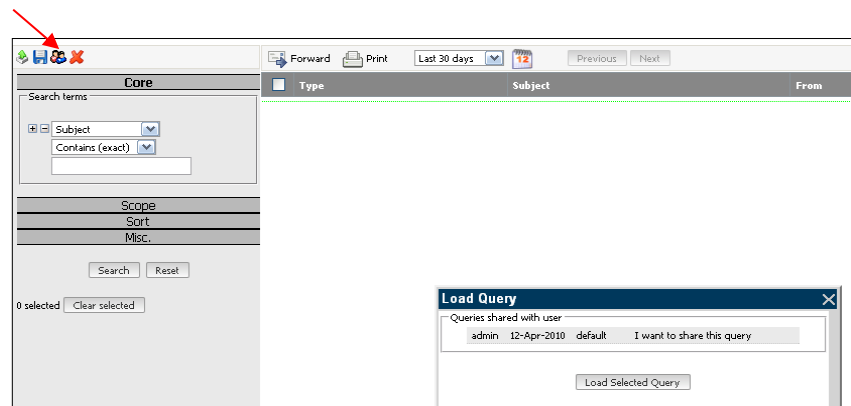 Forward Print Last 30 days 12 Previous Next
Core
Type Subject From
Search terms
Subject
Contains (exact)
Scope
Sort
Misc.
Search Reset
0 selected Clear selected
Load Query
Queries shared with user
admin 12-Apr-2010 default I want to share this query
Load Selected Query